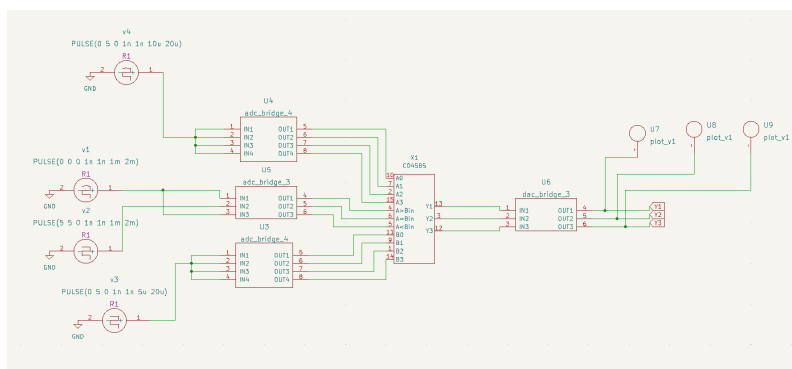 v4
PULSE(0 5 0 1n 1n 10u 20u)
R1
2
1
GND
U4
adc_bridge_4
1 IN1 OUT1 5
2 IN2 OUT2 6
3 IN3 OUT3 7
4 IN4 OUT4 8
v1
PULSE(0 0 0 1n 1n 1m 2m)
R1
2
1
GND
v2
PULSE(5 5 0 1n 1n 1m 2m)
R1
2
1
GND
U5
adc_bridge_3
1 IN1 OUT1 4
2 IN2 OUT2 5
3 IN3 OUT3 6
U3
adc_bridge_4
1 IN1 OUT1 5
2 IN2 OUT2 6
3 IN3 OUT3 7
4 IN4 OUT4 8
v3
PULSE(0 5 0 1n 1n 5u 20u)
R1
2
1
GND
X1
CD4585
10 A0
7 A1
2 A2
15 A3
4 A>Bin
6 A=Bin
5 A<Bin
11 B0
9 B1
1 B2
14 B3
Y1 13
Y2 3
Y3 12
U6
dac_bridge_3
1 IN1 OUT1 4
2 IN2 OUT2 5
3 IN3 OUT3 6
Y1
Y2
Y3
U7
plot_v1
1
U8
plot_v1
1
U9
plot_v1
1